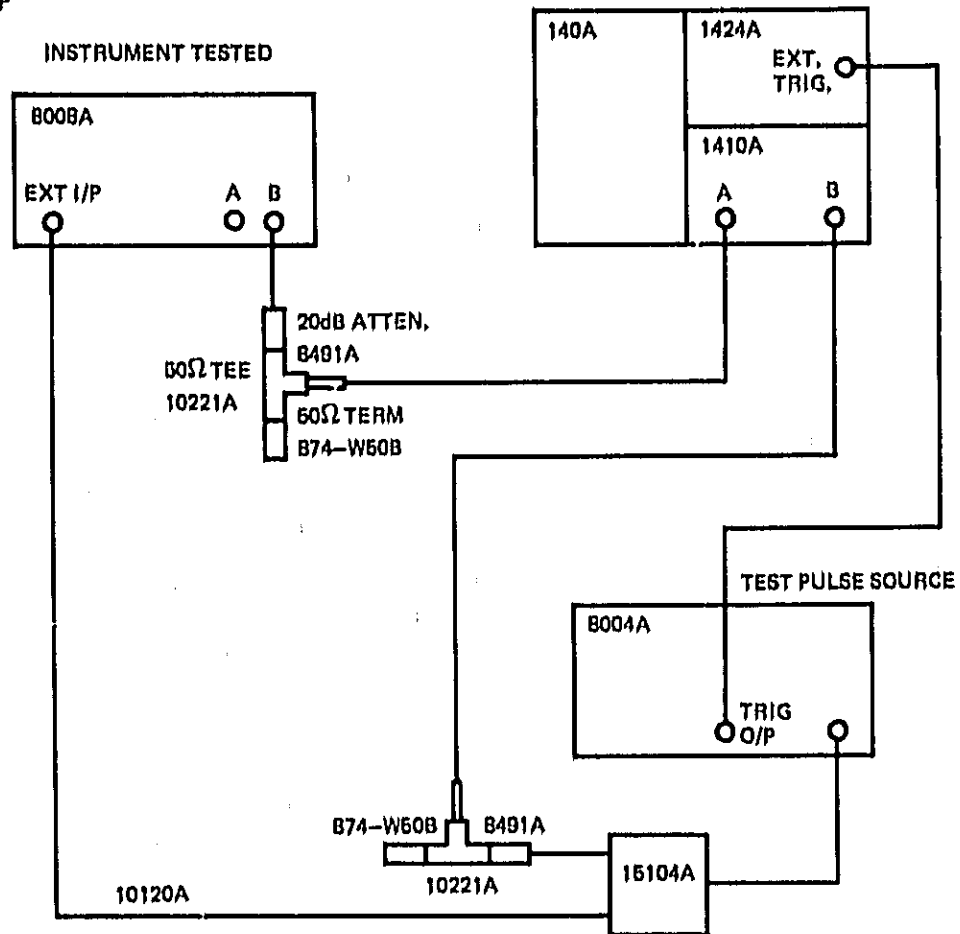 INSTRUMENT TESTED
8008A
EXT I/P
A
B
140A
1424A
EXT.
TRIG.
1410A
A
B
20dB ATTEN.
8491A
50Ω TEE
10221A
50Ω TERM
874-W50B
TEST PULSE SOURCE
8004A
TRIG
O/P
874-W50B
8491A
10221A
15104A
10120A